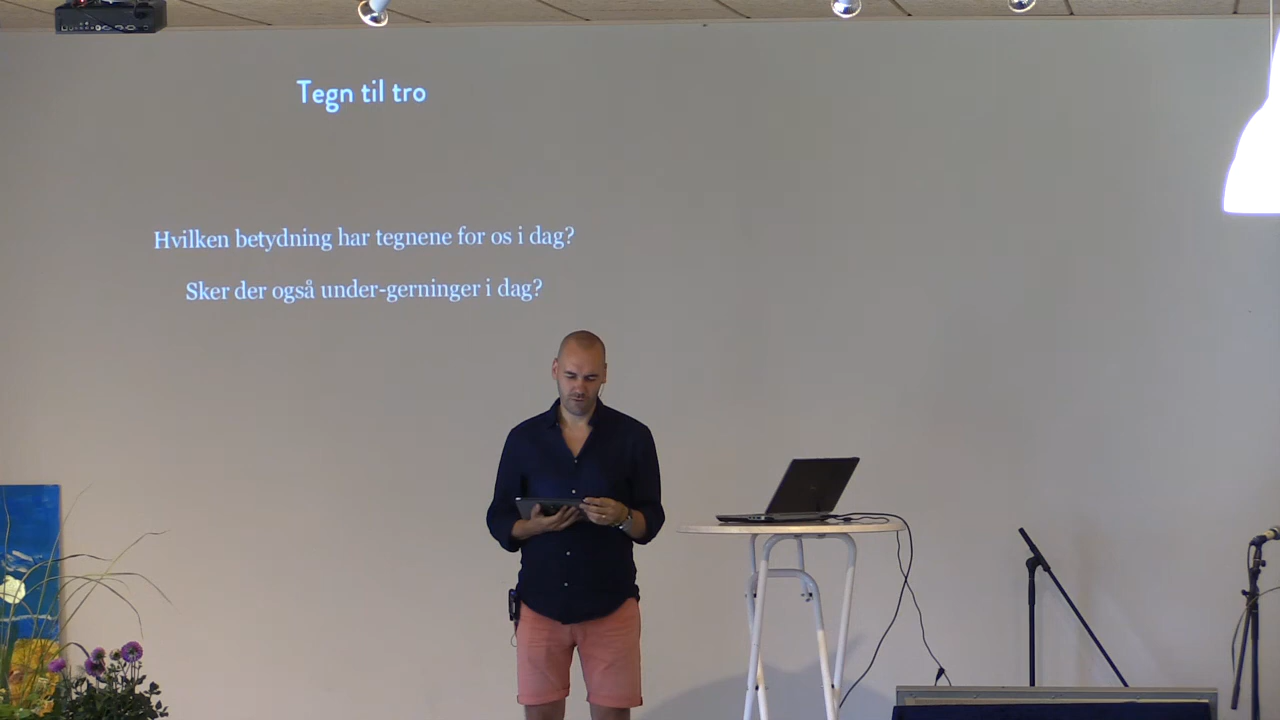 Tegn til tro
Hvilken betydning har tegnene for os i dag?
Sker der også under-gerninger i dag?